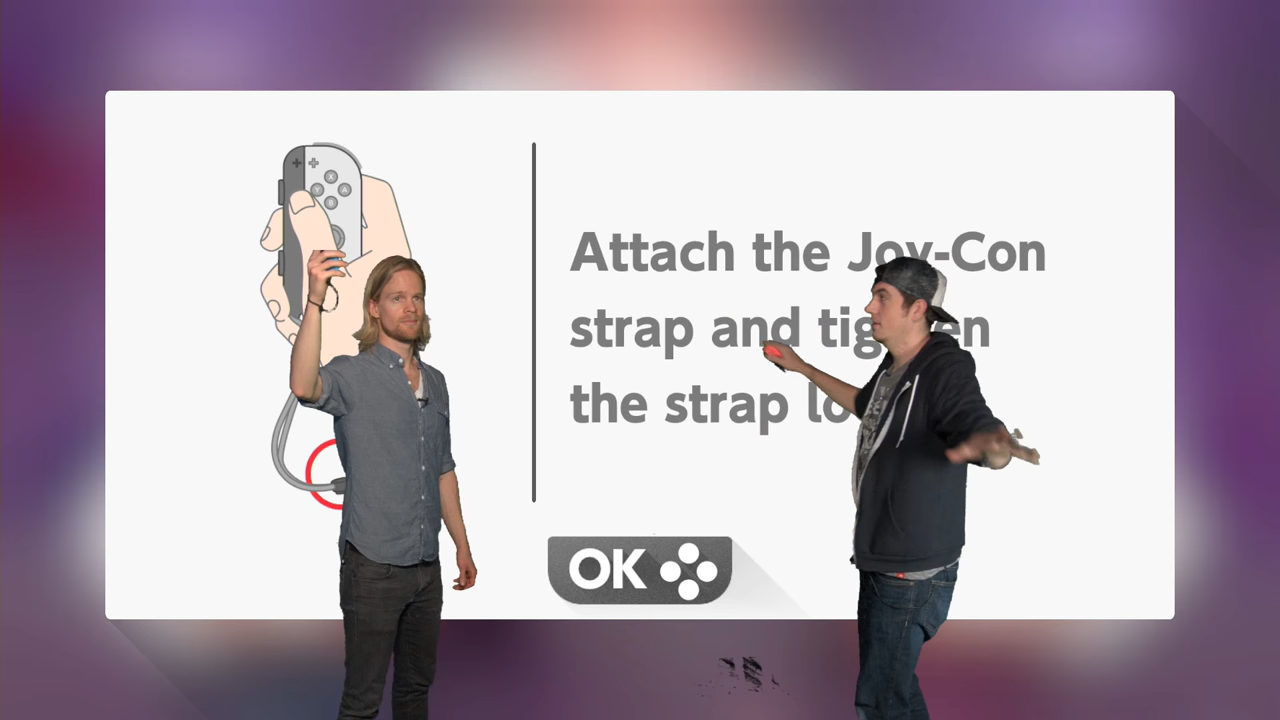 Attach the Joy-Con
strap and
the strap
OK